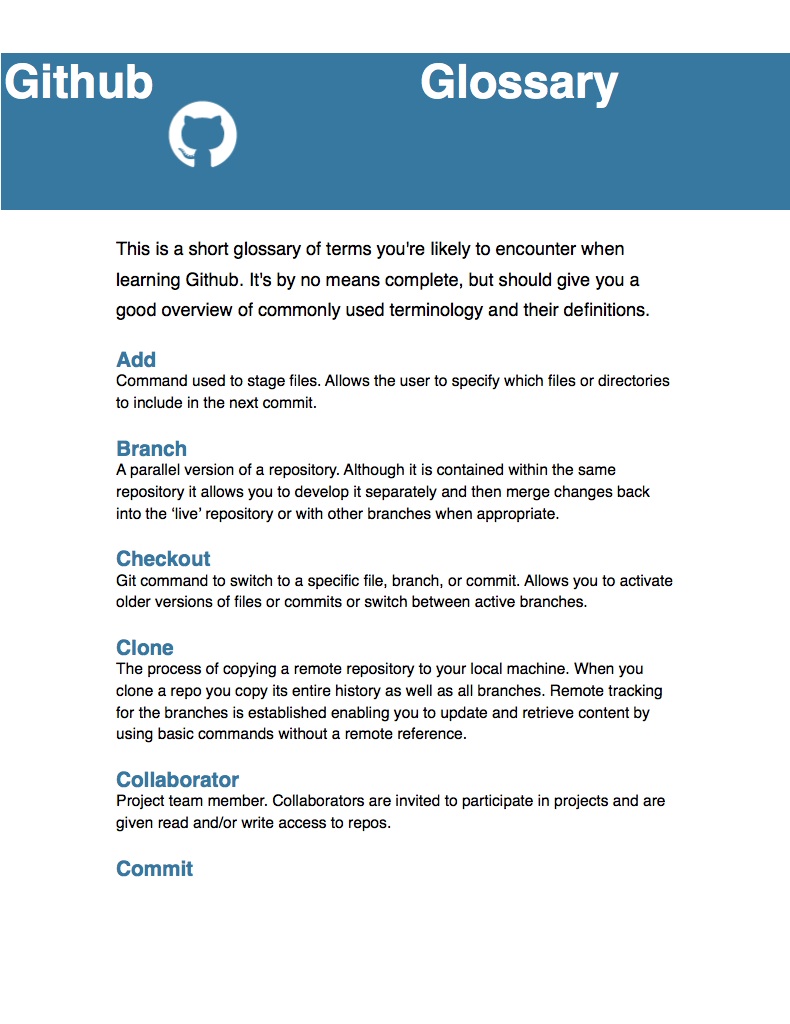 Github Glossary
This is a short glossary of terms you're likely to encounter when
learning Github. It's by no means complete, but should give you a
good overview of commonly used terminology and their definitions.
Add
Command used to stage files. Allows the user to specify which files or directories
to include in the next commit.
Branch
A parallel version of a repository. Although it is contained within the same
repository it allows you to develop it separately and then merge changes back
into the ‘live’ repository or with other branches when appropriate.
Checkout
Git command to switch to a specific file, branch, or commit. Allows you to activate
older versions of files or commits or switch between active branches.
Clone
The process of copying a remote repository to your local machine. When you
clone a repo you copy its entire history as well as all branches. Remote tracking
for the branches is established enabling you to update and retrieve content by
using basic commands without a remote reference.
Collaborator
Project team member. Collaborators are invited to participate in projects and are
given read and/or write access to repos.
Commit